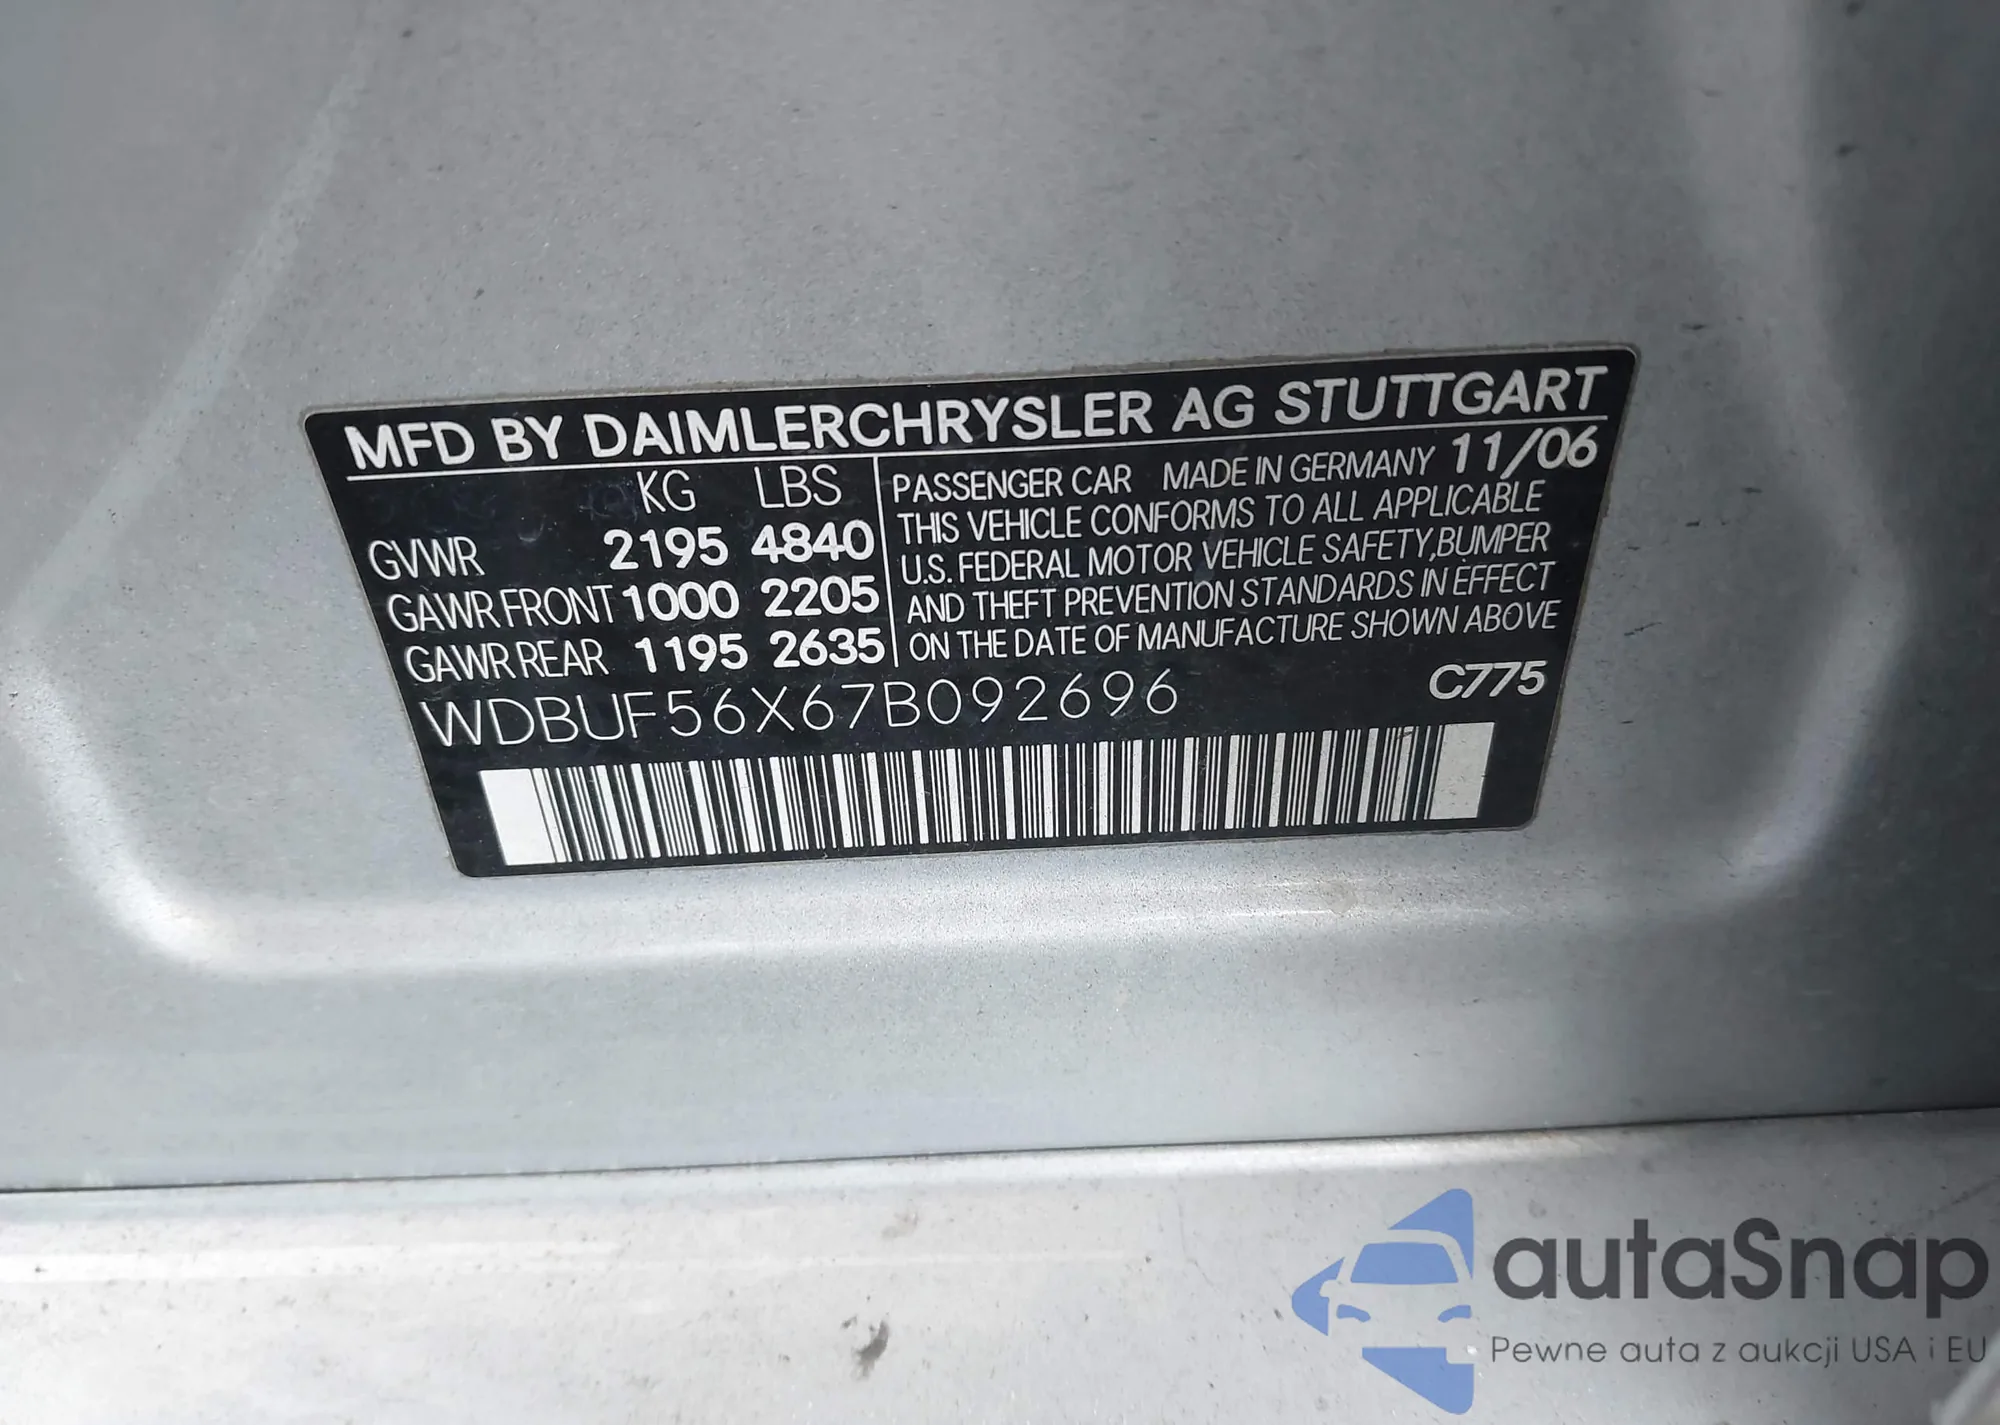 MFD BY DAIMLERCHRYSLER AG STUTTGART
KG LBS
GVWR 2195 4840
GAWR FRONT 1000 2205
GAWR REAR 1195 2635
PASSENGER CAR MADE IN GERMANY 11/06
THIS VEHICLE CONFORMS TO ALL APPLICABLE
U.S. FEDERAL MOTOR VEHICLE SAFETY,BUMPER
AND THEFT PREVENTION STANDARDS IN EFFECT
ON THE DATE OF MANUFACTURE SHOWN ABOVE
WDBUF56X67B092696
C775
autaSnap
Pewne auta z aukcji USA i EU